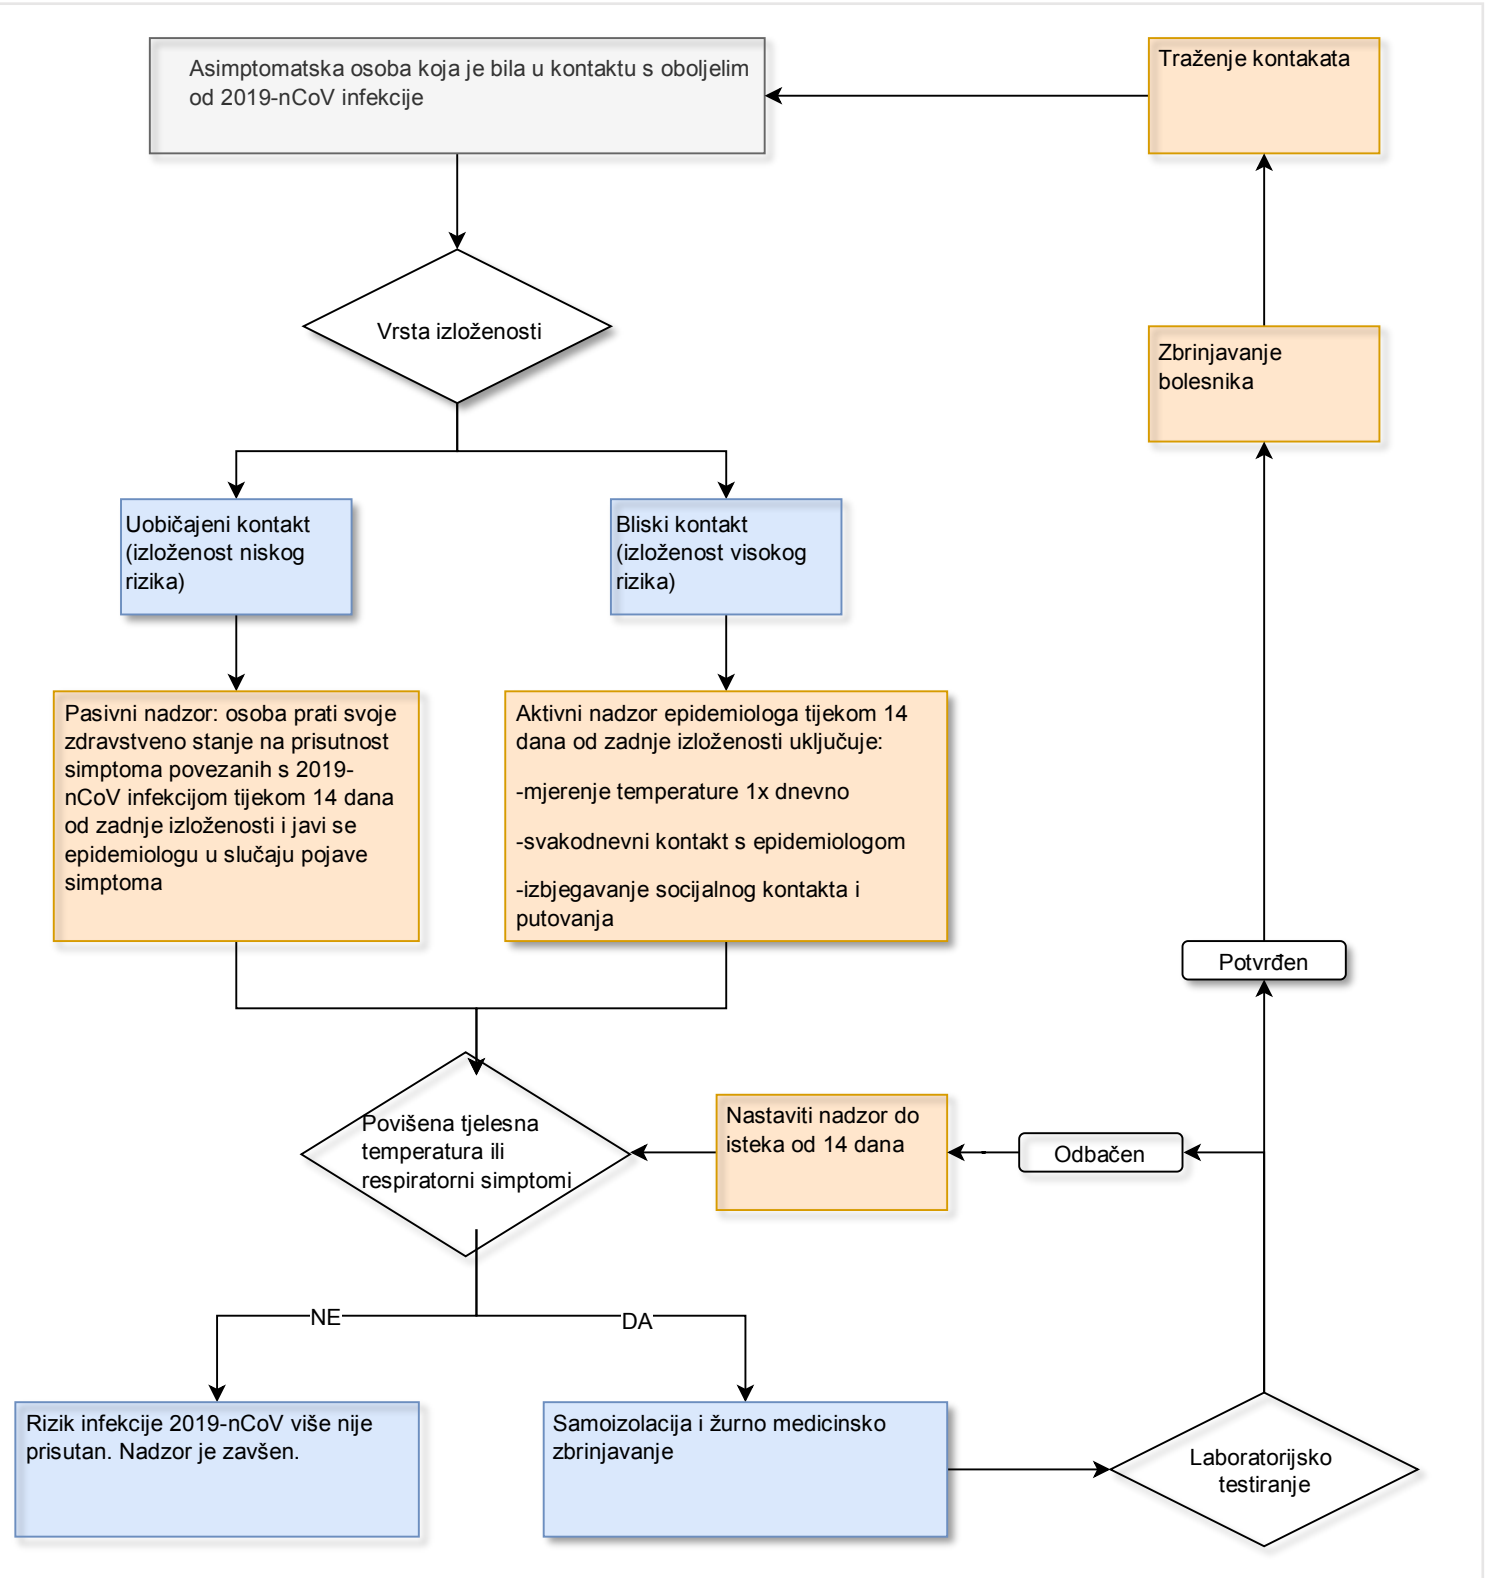 Asimptomatska osoba koja je bila u kontaktu s oboljelim
od 2019-nCoV infekcije
Traženje kontakata
Vrsta izloženosti
Zbrinjavanje
bolesnika
Uobičajeni kontakt
(izloženost niskog
rizika)
Bliski kontakt
(izloženost visokog
rizika)
Pasivni nadzor: osoba prati svoje
zdravstveno stanje na prisutnost
simptoma povezanih s 2019-
nCoV infekcijom tijekom 14 dana
od zadnje izloženosti i javi se
epidemiologu u slučaju pojave
simptoma
Aktivni nadzor epidemiologa tijekom 14
dana od zadnje izloženosti uključuje:
-mjerenje temperature 1x dnevno
-svakodnevni kontakt s epidemiologom
-izbjegavanje socijalnog kontakta i
putovanja
Potvrđen
Povišena tjelesna
temperatura ili
respiratorni simptomi
Nastaviti nadzor do
isteka od 14 dana
Odbačen
NE
DA
Rizik infekcije 2019-nCoV više nije
prisutan. Nadzor je zavšen.
Samoizolacija i žurno medicinsko
zbrinjavanje
Laboratorijsko
testiranje